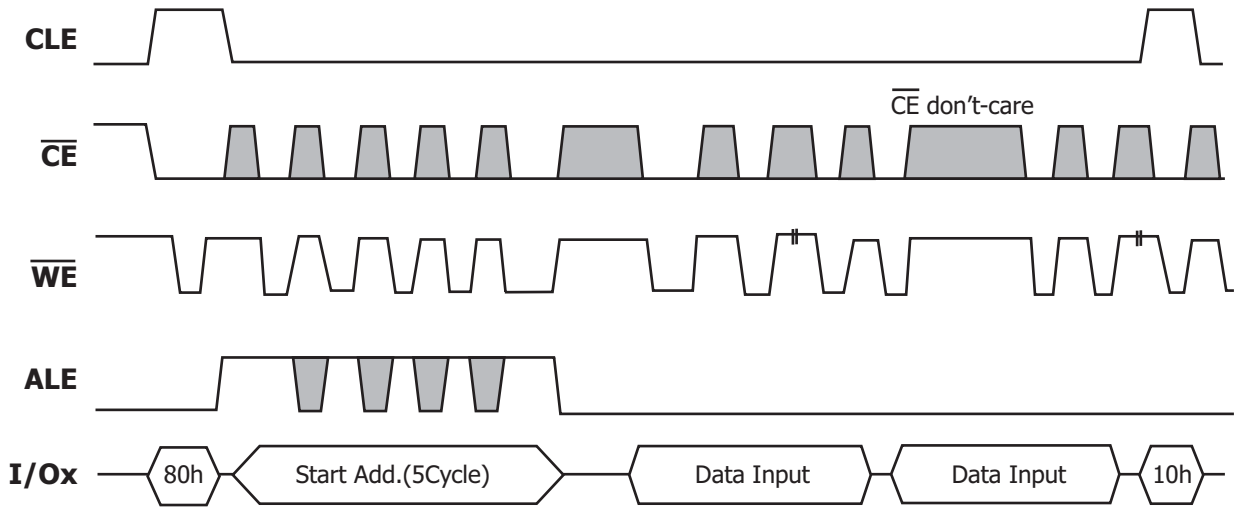 CLE
CE don't-care
CE
WE
ALE
I/Ox 80h Start Add.(5Cycle) Data Input Data Input 10h